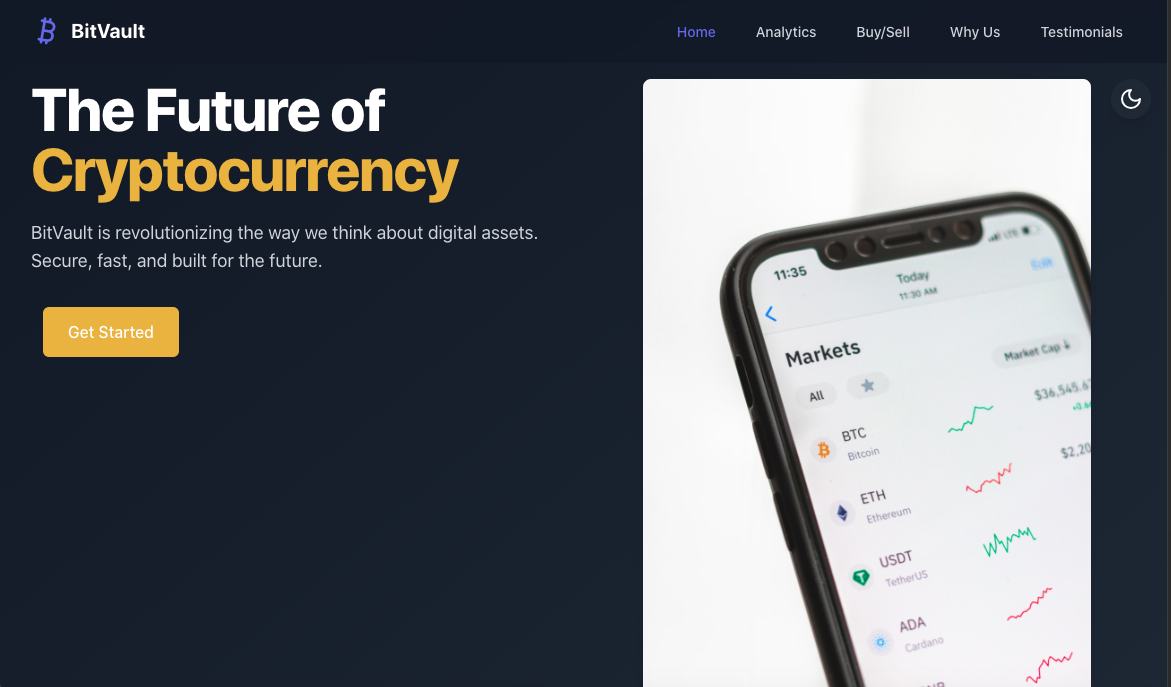 BitVault
Home Analytics Buy/Sell Why Us Testimonials
The Future of
Cryptocurrency
BitVault is revolutionizing the way we think about digital assets.
Secure, fast, and built for the future.
Get Started
11:35
LTE
Today
11:30 AM
Edit
Markets
Market Cap ↓
All
BTC
Bitcoin
$36,545.6
ETH
Ethereum
$2,20
USDT
TetherUS
ADA
Cardano